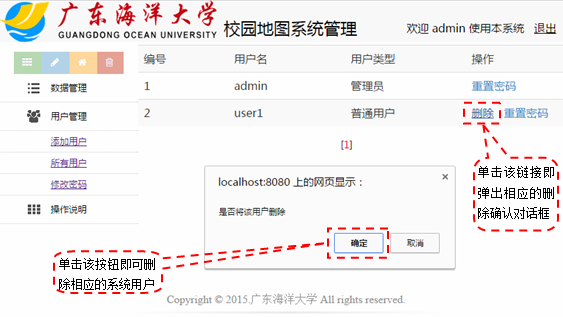 广东海洋大学
GUANGDONG OCEAN UNIVERSITY
校园地图系统管理
欢迎 admin 使用本系统 退出
编号 用户名 用户类型 操作
1 admin 管理员 重置密码
2 user1 普通用户 删除 重置密码
[1]
数据管理
用户管理
添加用户
所有用户
修改密码
操作说明
localhost:8080 上的网页显示：
×
是否将该用户删除
确定 取消
单击该链接即
弹出相应的删
除确认对话框
单击该按钮即可删
除相应的系统用户
Copyright © 2015.广东海洋大学 All rights reserved.